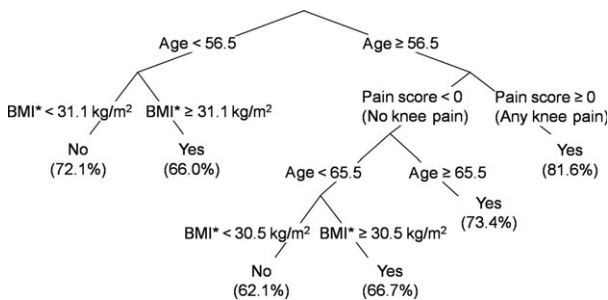 Age < 56.5 Age ≥ 56.5
BMI* < 31.1 kg/m² BMI* ≥ 31.1 kg/m²
No Yes
(72.1%) (66.0%)
Pain score < 0 Pain score ≥ 0
(No knee pain) (Any knee pain)
Yes
(81.6%)
Age < 65.5 Age ≥ 65.5
Yes
(73.4%)
BMI* < 30.5 kg/m² BMI* ≥ 30.5 kg/m²
No Yes
(62.1%) (66.7%)